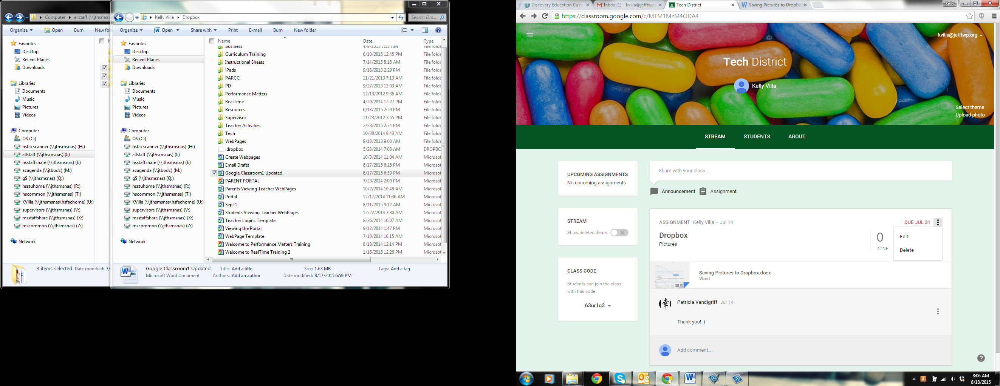 Computer ▸ allstaff (\\jthsmsn
Organize Open Burn New fol
Favorites
Desktop
Recent Places
Downloads
Libraries
Documents
Music
Pictures
Videos
Computer
OS (C:)
hsfacscanner (\\jthsmsnas) (H:)
allstaff (\\jthsmsnas) (I:)
hsstaffshare (\\jthsmsnas) (J:)
acagenda (\\jtbodc) (M:)
g$ (\\jthsmsnas) (Q:)
hsstuhome (\\jthsmsnas) (R:)
hscommon (\\jthsmsnas) (T:)
KVilla (\\jthsmsnas\hsfachome) (U:)
supervisors (\\jthsmsnas) (V:)
msstaffshare (\\jthsmsnas) (X:)
mscommon (\\jthsmsnas) (Z:)
Network
3 items selected Date modified: 7/
Kelly Villa ▸ Dropbox
Search Dro...
Organize Open Share with Print E-mail Burn New folder
Favorites
Desktop
Recent Places
Downloads
Libraries
Documents
Music
Pictures
Videos
Computer
OS (C:)
hsfacscanner (\\jthsmsnas) (H:)
allstaff (\\jthsmsnas) (I:)
hsstaffshare (\\jthsmsnas) (J:)
acagenda (\\jtbodc) (M:)
g$ (\\jthsmsnas) (Q:)
hsstuhome (\\jthsmsnas) (R:)
hscommon (\\jthsmsnas) (T:)
KVilla (\\jthsmsnas\hsfachome) (U:)
supervisors (\\jthsmsnas) (V:)
msstaffshare (\\jthsmsnas) (X:)
mscommon (\\jthsmsnas) (Z:)
Network
Name Date Type
Business 4/9/2013 7:53 AM File folde
Curriculum Training 6/10/2015 12:45 PM File folde
Instructional Sheets 7/14/2015 8:16 AM File folde
iPads 9/18/2013 2:29 PM File folde
PARCC 11/21/2013 7:13 AM File folde
PD 9/27/2013 11:03 AM File folde
Performance Matters 12/13/2012 9:36 AM File folde
RealTime 4/29/2014 12:27 PM File folde
Resources 6/18/2015 2:59 PM File folde
Supervisor 11/23/2012 3:55 PM File folde
Teacher Activities 2/23/2015 2:34 PM File folde
Tech 10/30/2014 9:43 AM File folde
WebPages 9/18/2013 9:00 AM File folde
.dropbox 5/28/2014 7:08 AM DROPBC
Create Webpages 10/3/2014 11:04 AM Microsof
Email Drafts 8/17/2015 6:25 PM Microsof
Google Classroom1 Updated 8/17/2015 6:59 PM Microsof
PARENT PORTAL 7/23/2014 2:00 PM Microsof
Parents Viewing Teacher WebPages 10/2/2014 10:48 AM Microsof
Portal 12/17/2014 11:36 AM Microsof
Sept 1 8/11/2015 9:12 AM Microsof
Students Viewing Teacher WebPages 12/22/2014 7:30 AM Microsof
Teacher Logins Template 8/26/2014 10:07 AM Microsof
Viewing the Portal 9/12/2014 1:47 PM Microsof
WebPage Template 7/10/2014 10:15 AM Microsof
Welcome to Performance Matters Training 8/18/2014 12:14 PM Microsof
Welcome to RealTime Training 2 1/16/2015 12:26 PM Microsof
Google Classroom1 Updated Title: Add a title Size: 1.63 MB Tags: Add a tag
Microsoft Word Document Authors: Add an author Date modified: 8/17/2015 6:59 PM
Discovery Education Cust Inbox (1) - kvilla@jefftwp. Tech District Saving Pictures to Dropbo Kelly
https://classroom.google.com/c/MTM1MzM4ODA4
kvilla@jefftwp.org
Tech District
Kelly Villa
Select theme
Upload photo
STREAM STUDENTS ABOUT
UPCOMING ASSIGNMENTS
No upcoming assignments
STREAM
Show deleted items
CLASS CODE
Students can join the class
with this code:
63ur1q3
Share with your class...
Announcement Assignment
ASSIGNMENT Kelly Villa – Jul 14 DUE JUL 31
Dropbox
Pictures
0
DONE
Edit
Delete
Saving Pictures to Dropbox.docx
Word
Patricia Vandigriff Jul 14
Thank you! :)
Add comment...
8:06 AM
8/18/2015